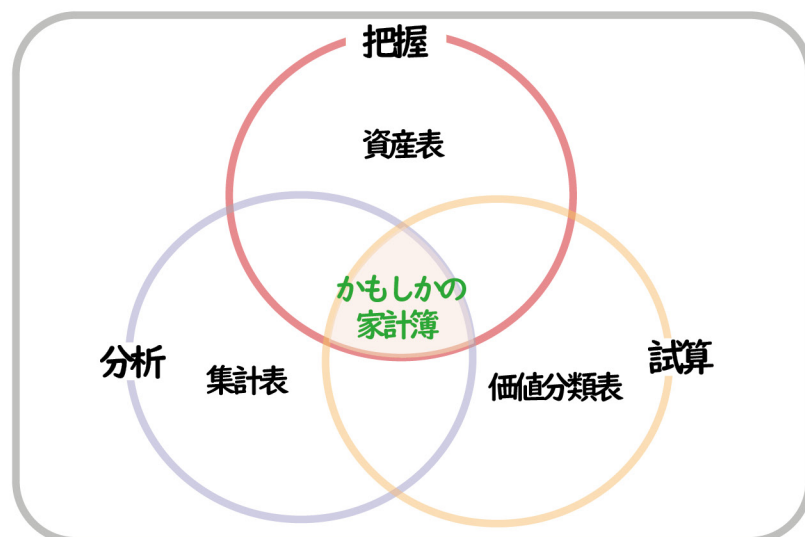 把握
資産表
かもしかの
家計簿
分析
集計表
価値分類表
試算